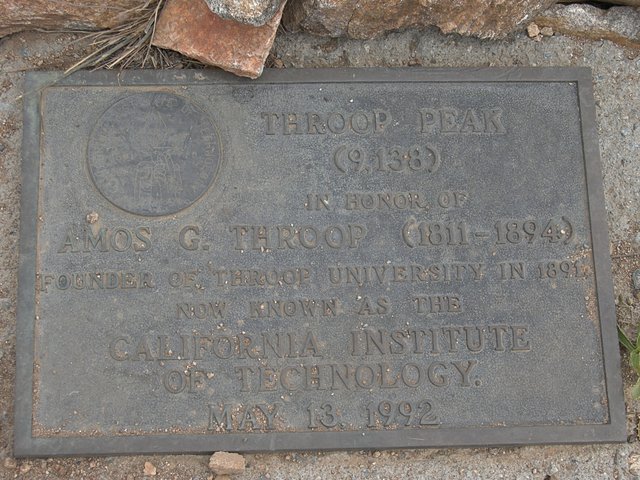 THROOP PEAK
(9,138)
IN HONOR OF
AMOS G. THROOP (1811-1894)
FOUNDER OF THROOP UNIVERSITY IN 1891
NOW KNOWN AS THE
CALIFORNIA INSTITUTE
OF TECHNOLOGY.
MAY 13, 1992